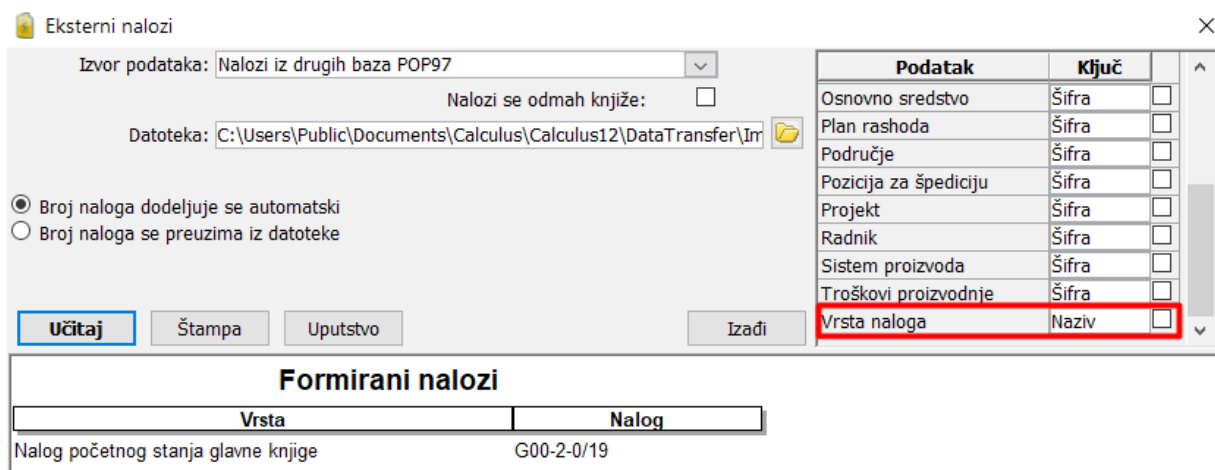 Eksterni nalozi
Izvor podataka: Nalozi iz drugih baza POP97
Nalozi se odmah knjiže:
Datoteka: C:\Users\Public\Documents\Calculus\Calculus12\DataTransfer\Im
Broj naloga dodeljuje se automatski
Broj naloga se preuzima iz datoteke
Učitaj Štampa Uputstvo Izađi
Podatak Ključ
Osnovno sredstvo Šifra
Plan rashoda Šifra
Područje Šifra
Pozicija za špediciju Šifra
Projekt Šifra
Radnik Šifra
Sistem proizvoda Šifra
Troškovi proizvodnje Šifra
Vrsta naloga Naziv
Formirani nalozi
Vrsta Nalog
Nalog početnog stanja glavne knjige G00-2-0/19